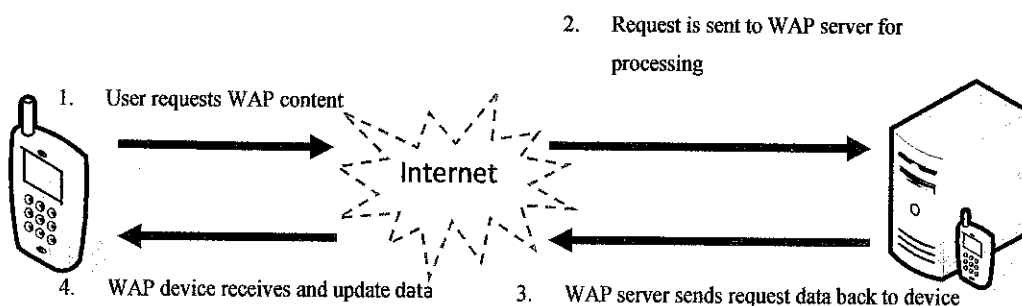 2. Request is sent to WAP server for
processing
1. User requests WAP content
Internet
4. WAP device receives and update data
3. WAP server sends request data back to device